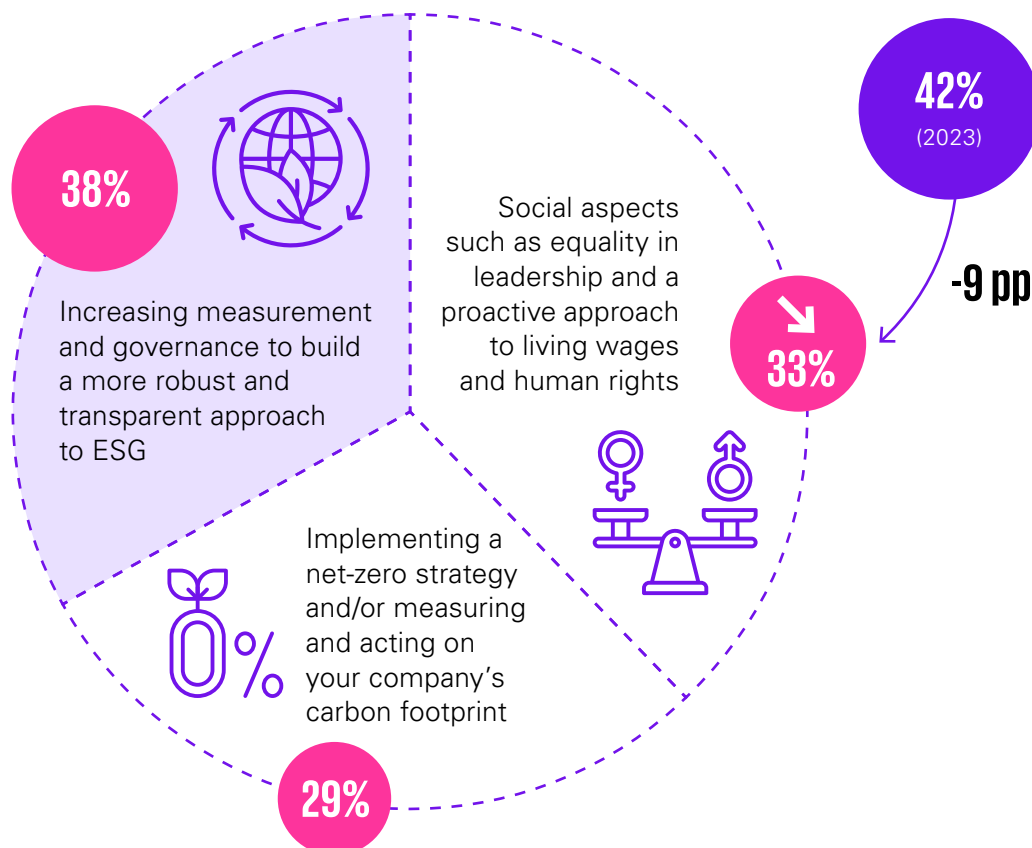 38%
Increasing measurement
and governance to build
a more robust and
transparent approach
to ESG
Social aspects
such as equality in
leadership and a
proactive approach
to living wages
and human rights
42%
(2023)
-9 pp
33%
Implementing a
net-zero strategy
and/or measuring
and acting on
your company’s
carbon footprint
0%
29%